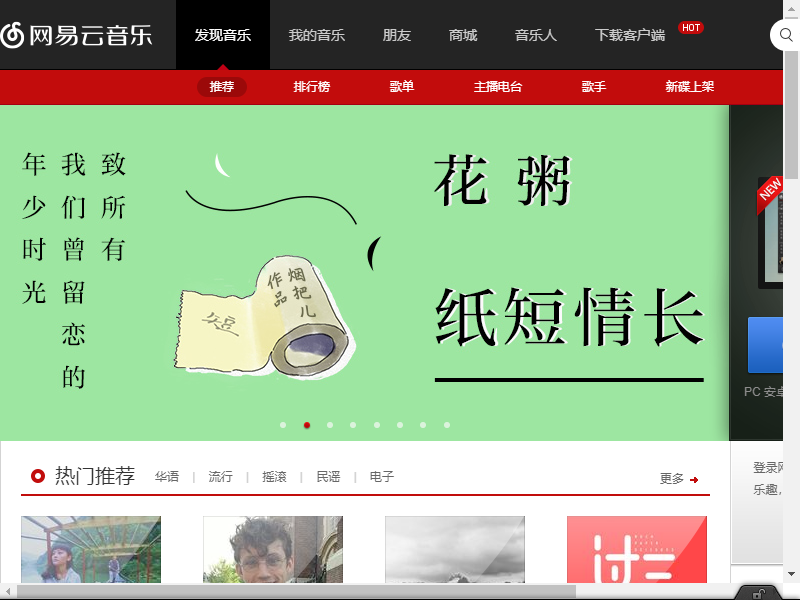 网易云音乐
发现音乐 我的音乐 朋友 商城 音乐人 下载客户端 HOT
推荐 排行榜 歌单 主播电台 歌手 新碟上架
致所有
我们曾留恋的
年少时光
花 粥
纸短情长
烟把儿
作品
NEW
PC 安卓
热门推荐 华语 | 流行 | 摇滚 | 民谣 | 电子 更多
登录网
乐趣，
过云